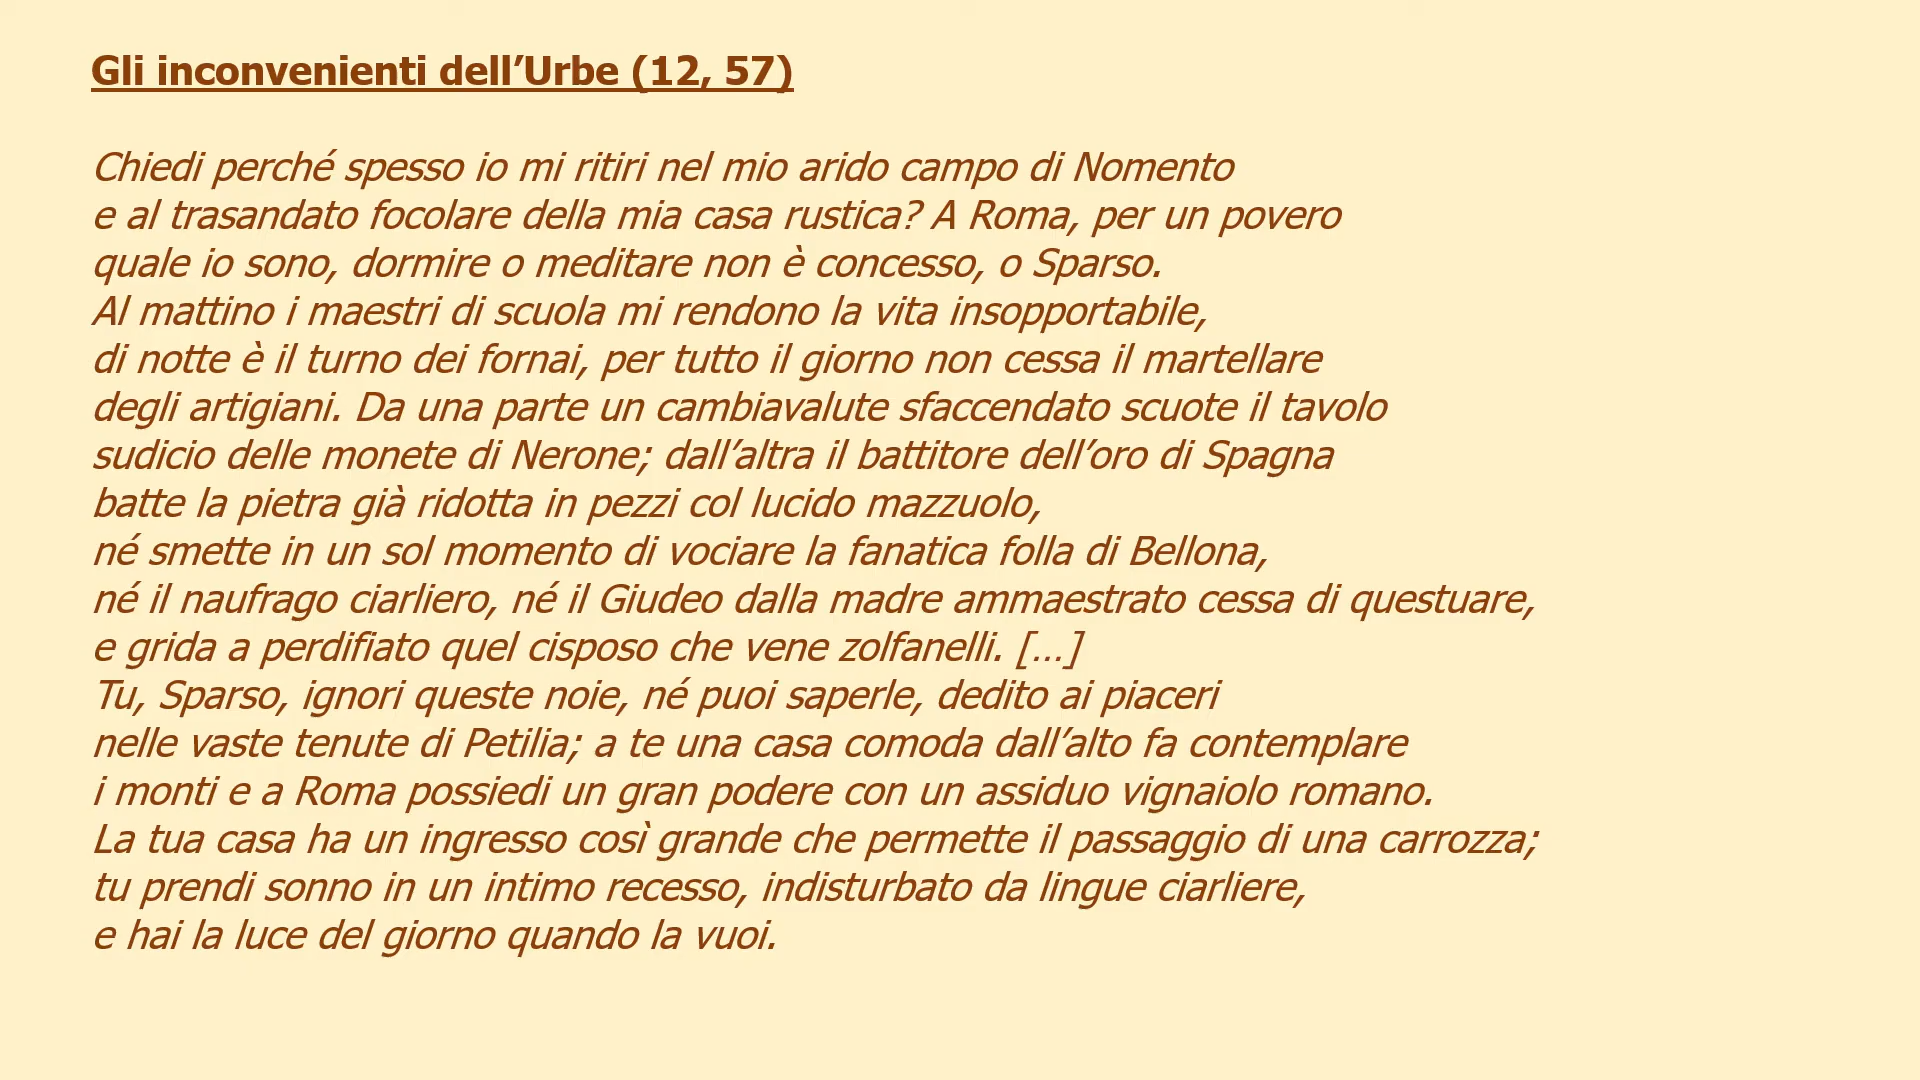 Gli inconvenienti dell’Urbe (12, 57)
Chiedi perché spesso io mi ritiri nel mio arido campo di Nomento
e al trasandato focolare della mia casa rustica? A Roma, per un povero
quale io sono, dormire o meditare non è concesso, o Sparso.
Al mattino i maestri di scuola mi rendono la vita insopportabile,
di notte è il turno dei fornai, per tutto il giorno non cessa il martellare
degli artigiani. Da una parte un cambiavalute sfaccendato scuote il tavolo
sudicio delle monete di Nerone; dall’altra il battitore dell’oro di Spagna
batte la pietra già ridotta in pezzi col lucido mazzuolo,
né smette in un sol momento di vociare la fanatica folla di Bellona,
né il naufrago ciarliero, né il Giudeo dalla madre ammaestrato cessa di questuare,
e grida a perdifiato quel cisposo che vene zolfanelli. […]
Tu, Sparso, ignori queste noie, né puoi saperle, dedito ai piaceri
nelle vaste tenute di Petilia; a te una casa comoda dall’alto fa contemplare
i monti e a Roma possiedi un gran podere con un assiduo vignaiolo romano.
La tua casa ha un ingresso così grande che permette il passaggio di una carrozza;
tu prendi sonno in un intimo recesso, indisturbato da lingue ciarliere,
e hai la luce del giorno quando la vuoi.